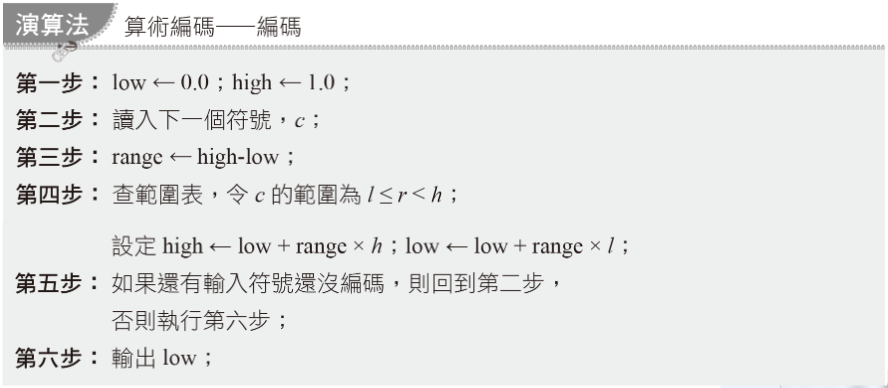 演算法 算術編碼——編碼
第一步： low ← 0.0；high ← 1.0；
第二步： 讀入下一個符號，c；
第三步： range ← high-low；
第四步： 查範圍表，令 c 的範圍為 l ≤ r < h；
設定 high ← low + range × h；low ← low + range × l；
第五步： 如果還有輸入符號還沒編碼，則回到第二步，
否則執行第六步；
第六步： 輸出 low；